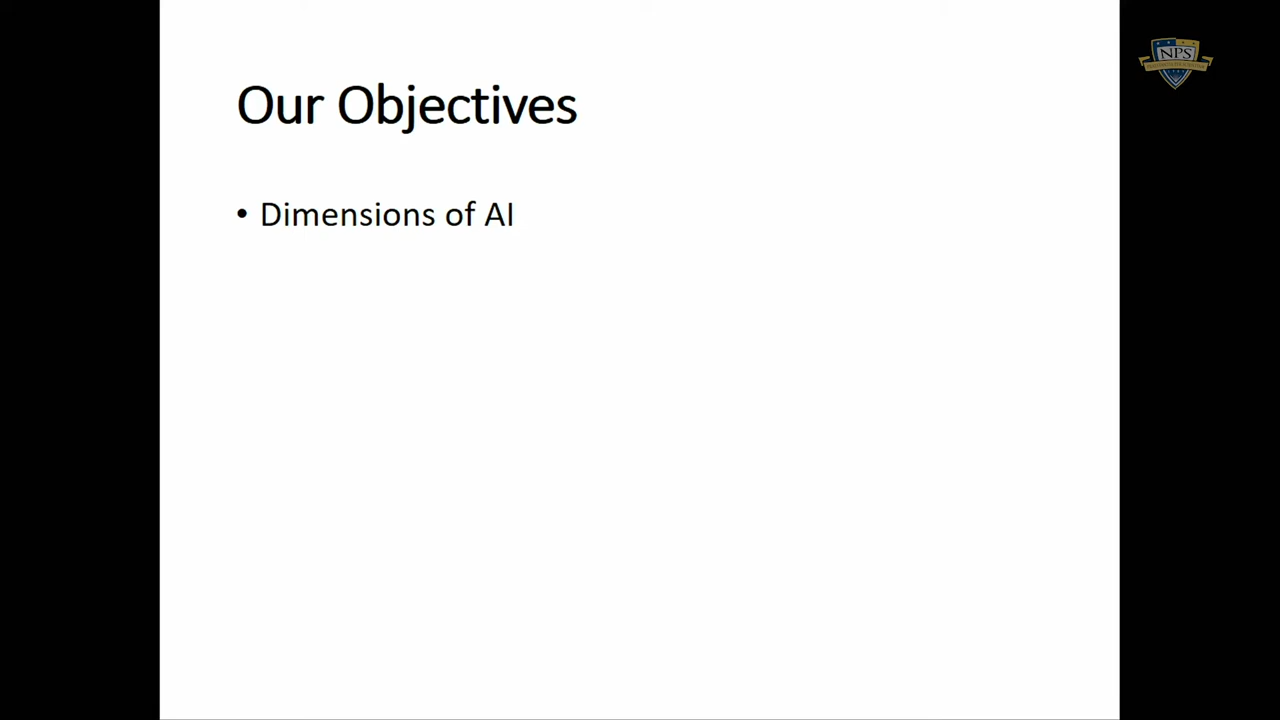 Our Objectives
• Dimensions of AI
NPS